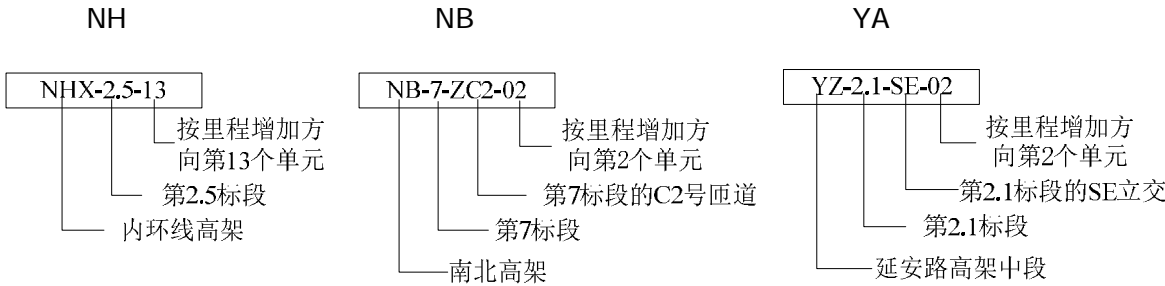 NH
NB
YA
NHX-2.5-13
按里程增加方
向第13个单元
第2.5标段
内环线高架
NB-7-ZC2-02
按里程增加方
向第2个单元
第7标段的C2号匝道
第7标段
南北高架
YZ-2.1-SE-02
按里程增加方
向第2个单元
第2.1标段的SE立交
第2.1标段
延安路高架中段